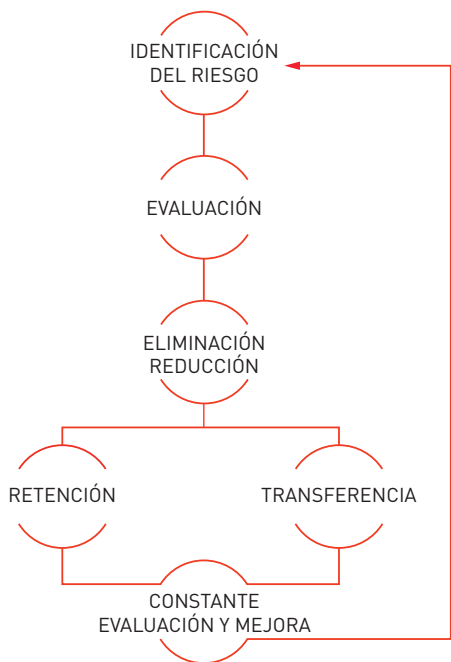 IDENTIFICACIÓN
DEL RIESGO
EVALUACIÓN
ELIMINACIÓN
REDUCCIÓN
RETENCIÓN
TRANSFERENCIA
CONSTANTE
EVALUACIÓN Y MEJORA